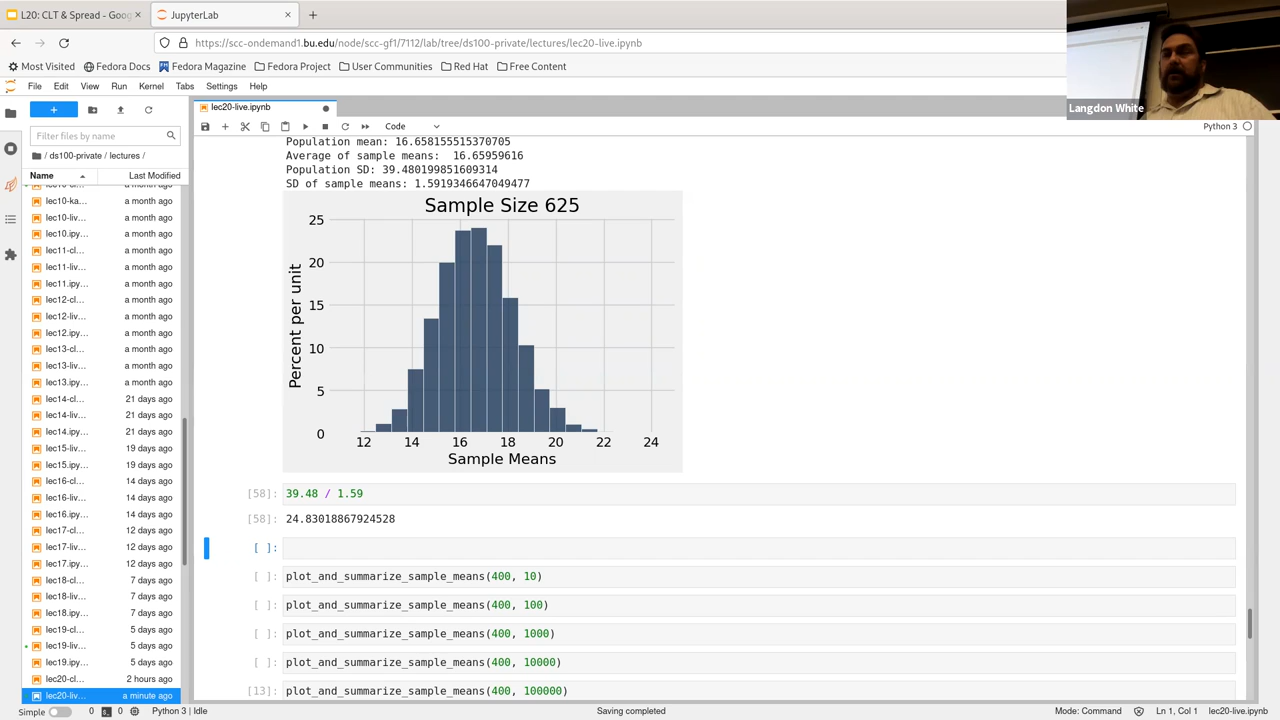 L20: CLT & Spread - Goog
JupyterLab
https://scc-ondemand1.bu.edu/node/scc-gf1/7112/lab/tree/ds100-private/lectures/lec20-live.ipynb
Most Visited
Fedora Docs
Fedora Magazine
Fedora Project
User Communities
Red Hat
Free Content
Langdon White
File Edit View Run Kernel Tabs Settings Help
lec20-live.ipynb
Code
Python 3
Filter files by name
/ ds100-private / lectures /
Name Last Modified
lec10-ka... a month ago
lec10-liv... a month ago
lec10.ipy... a month ago
lec11-cl... a month ago
lec11-liv... a month ago
lec11.ipy... a month ago
lec12-cl... a month ago
lec12-liv... a month ago
lec12.ipy... a month ago
lec13-cl... a month ago
lec13-liv... a month ago
lec13.ipy... a month ago
lec14-cl... 21 days ago
lec14-liv... 21 days ago
lec14.ipy... 21 days ago
lec15-liv... 19 days ago
lec15.ipy... 19 days ago
lec16-cl... 14 days ago
lec16-liv... 14 days ago
lec16.ipy... 14 days ago
lec17-cl... 12 days ago
lec17-liv... 12 days ago
lec17.ipy... 12 days ago
lec18-cl... 7 days ago
lec18-liv... 7 days ago
lec18.ipy... 7 days ago
lec19-cl... 5 days ago
lec19-liv... 5 days ago
lec19.ipy... 5 days ago
lec20-cl... 2 hours ago
lec20-liv... a minute ago
Population mean: 16.658155515370705
Average of sample means: 16.65959616
Population SD: 39.480199851609314
SD of sample means: 1.5919346647049477
Sample Size 625
Percent per unit
25
20
15
10
5
0
12 14 16 18 20 22 24
Sample Means
[58]: 39.48 / 1.59
[58]: 24.83018867924528
[ ]:
[ ]: plot_and_summarize_sample_means(400, 10)
[ ]: plot_and_summarize_sample_means(400, 100)
[ ]: plot_and_summarize_sample_means(400, 1000)
[ ]: plot_and_summarize_sample_means(400, 10000)
[13]: plot_and_summarize_sample_means(400, 100000)
Simple 0 0 Python 3 | Idle
Saving completed
Mode: Command Ln 1, Col 1 lec20-live.ipynb